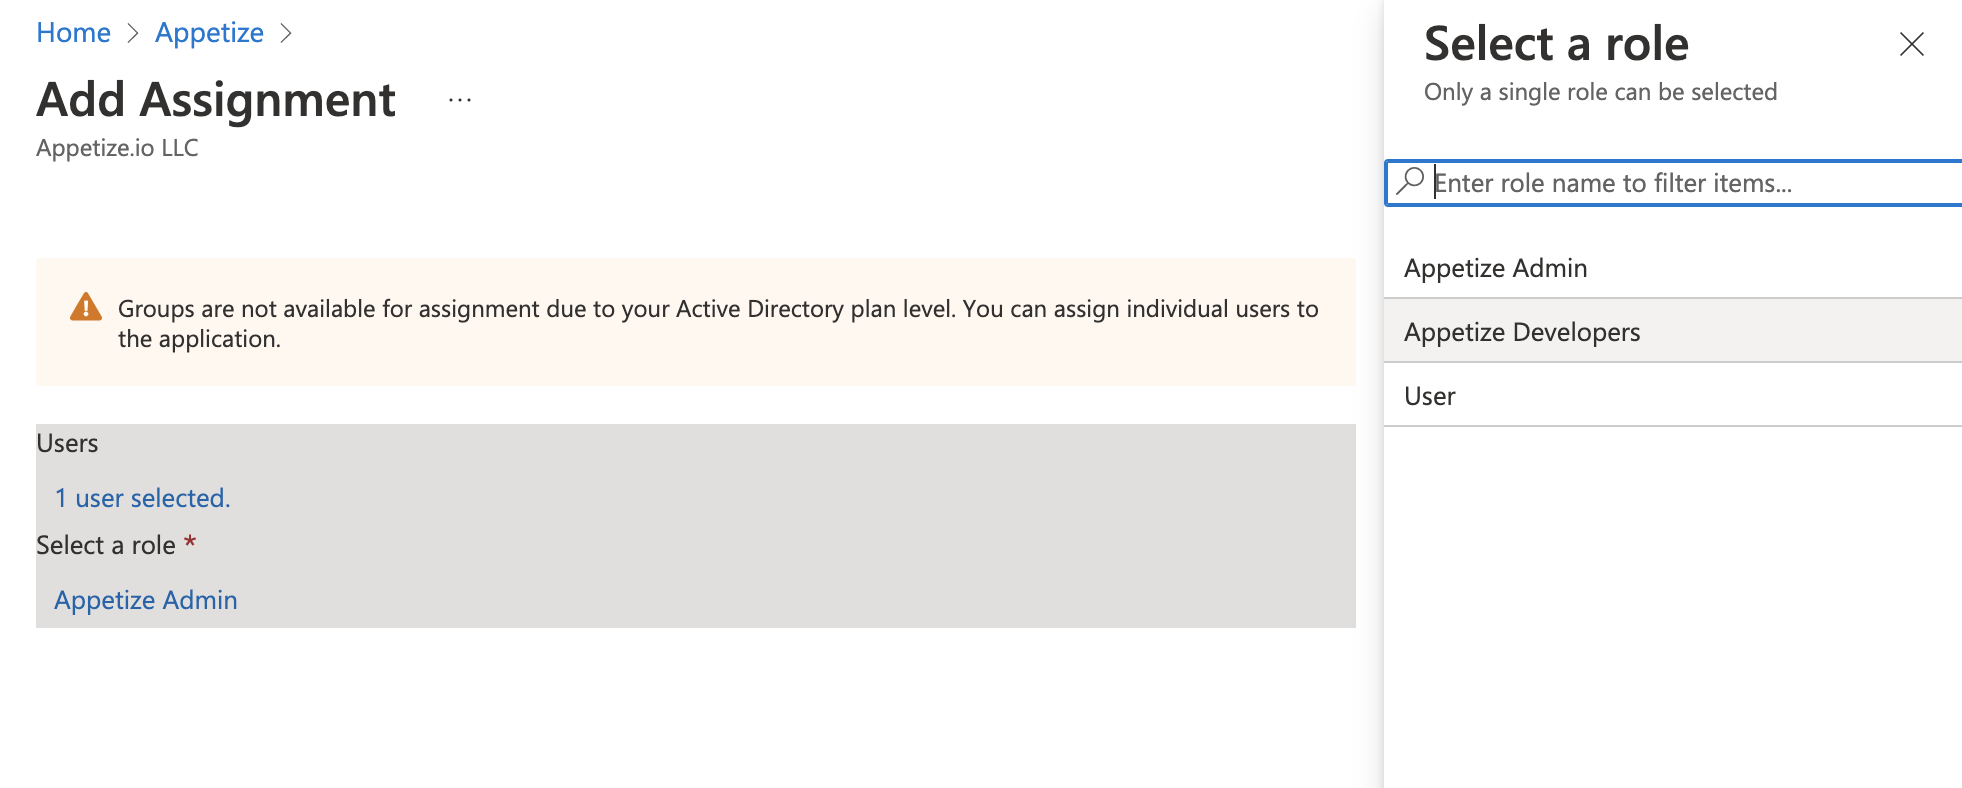 Home > Appetize >
Add Assignment ...
Appetize.io LLC
Groups are not available for assignment due to your Active Directory plan level. You can assign individual users to
the application.
Users
1 user selected.
Select a role *
Appetize Admin
Select a role
Only a single role can be selected
Enter role name to filter items...
Appetize Admin
Appetize Developers
User